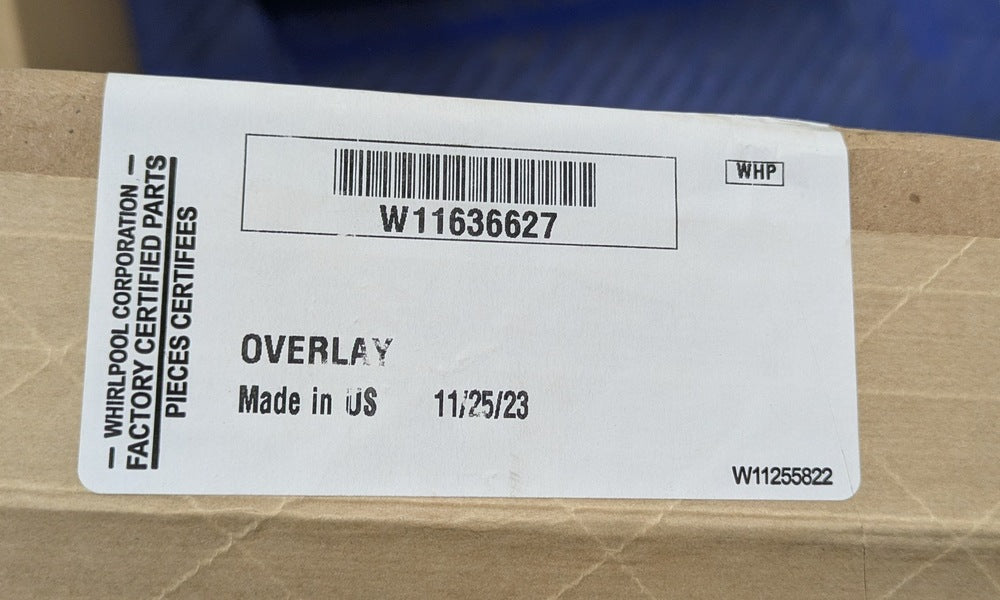 — WHIRLPOOL CORPORATION —
FACTORY CERTIFIED PARTS
PIECES CERTIFEES
W11636627
WHP
OVERLAY
Made in US 11/25/23
W11255822